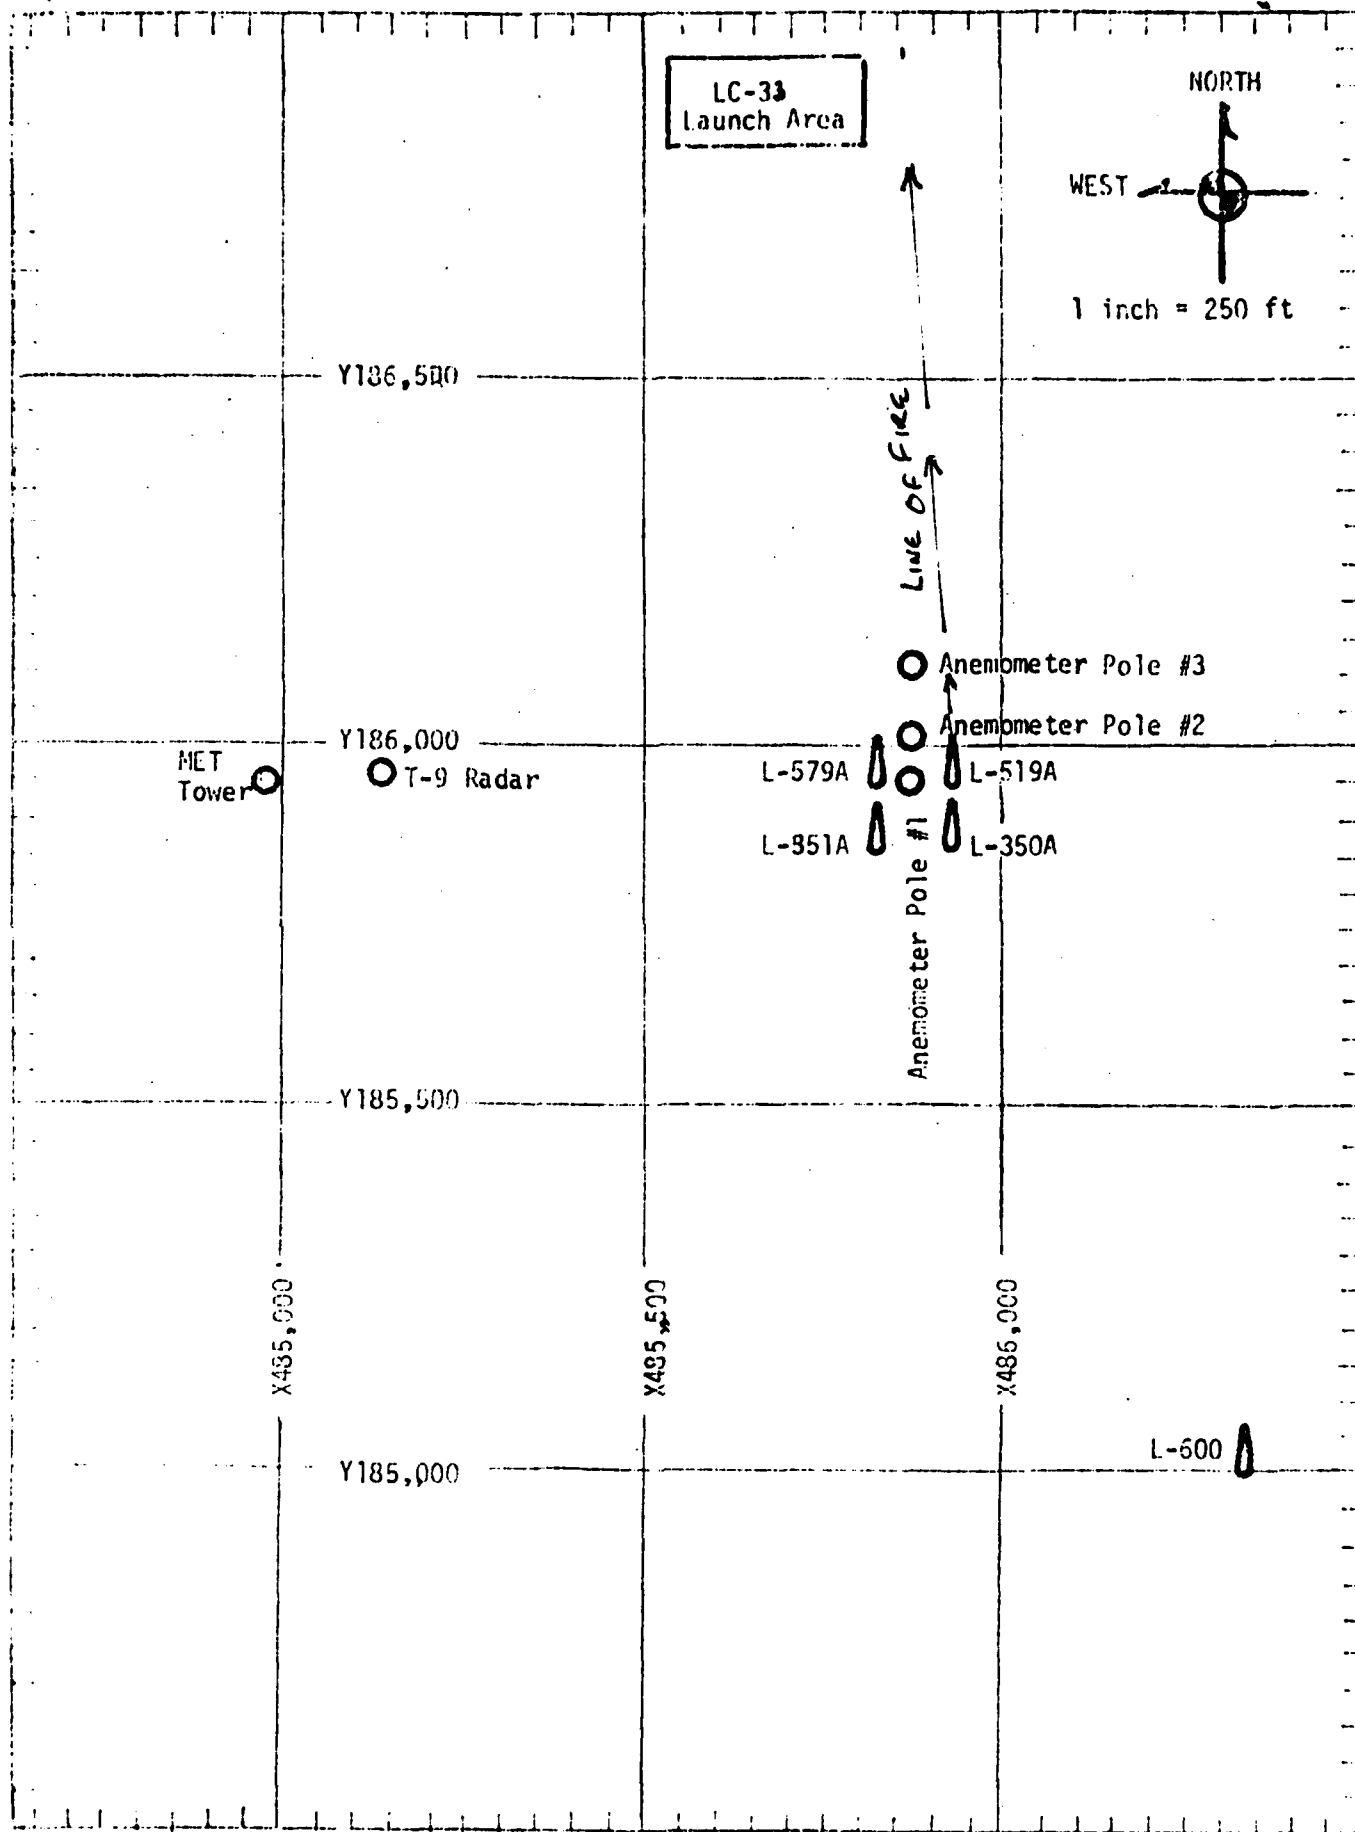 LC-33
Launch Area
NORTH
WEST
1 inch = 250 ft
Y186,500
LINE OF FIRE
Anemometer Pole #3
Anemometer Pole #2
Y186,000
MET
Tower
T-9 Radar
L-579A
L-519A
L-351A
L-350A
Anemometer Pole #1
Y185,500
X485,000
X485,500
X486,000
L-600
Y185,000